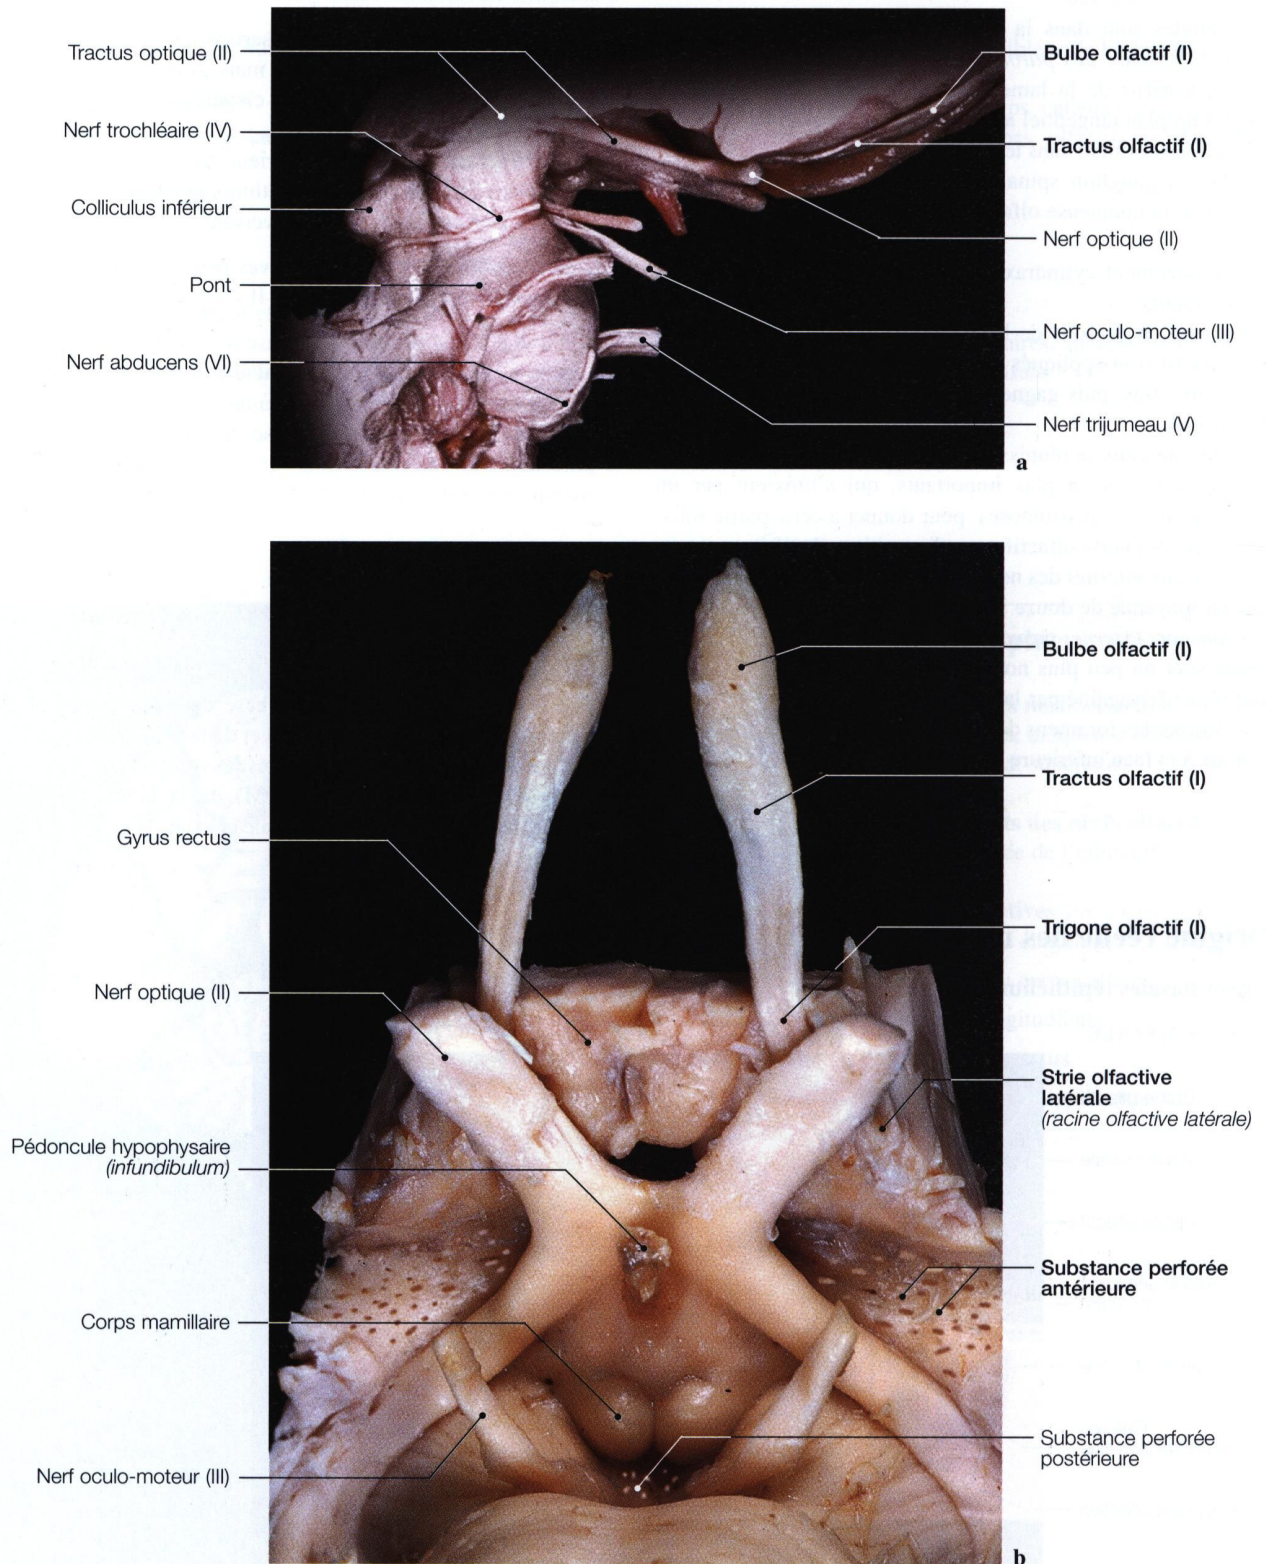 Tractus optique (II)
Nerf trochléaire (IV)
Colliculus inférieur
Pont
Nerf abducens (VI)
Bulbe olfactif (I)
Tractus olfactif (I)
Nerf optique (II)
Nerf oculo-moteur (III)
Nerf trijumeau (V)
a
Gyrus rectus
Nerf optique (II)
Pédoncule hypophysaire
(infundibulum)
Corps mamillaire
Nerf oculo-moteur (III)
Bulbe olfactif (I)
Tractus olfactif (I)
Trigone olfactif (I)
Strie olfactive
latérale
(racine olfactive latérale)
Substance perforée
antérieure
Substance perforée
postérieure
b